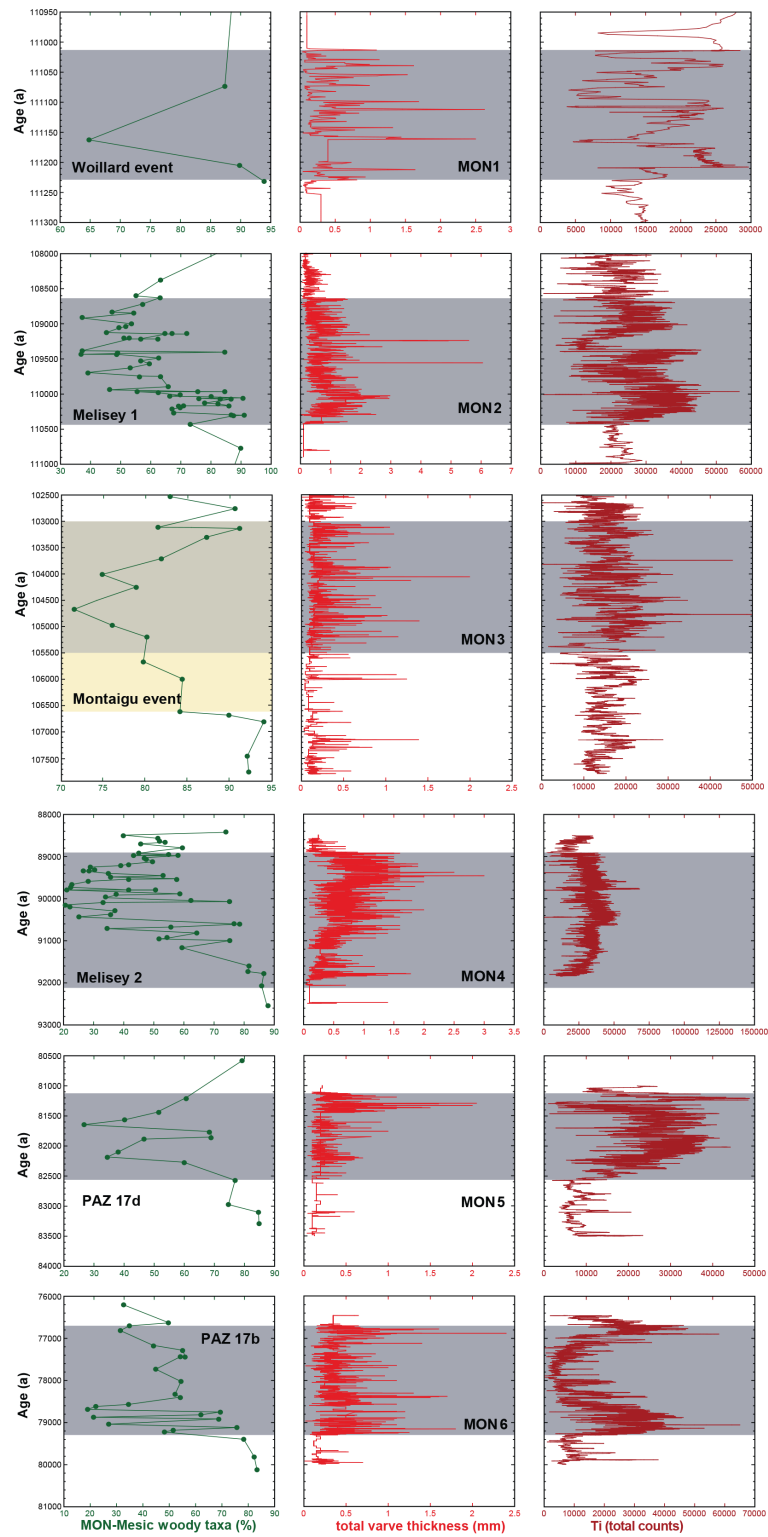 110950
111000
111050
111100
111150
111200
111250
111300
Age (a)
Woillard event
MON1
60 65 70 75 80 85 90 95
0 0.5 1 1.5 2 2.5 3
0 5000 10000 15000 20000 25000 30000
108000
108500
109000
109500
110000
110500
111000
Age (a)
Melisey 1
MON2
30 40 50 60 70 80 90 100
0 1 2 3 4 5 6 7
0 10000 20000 30000 40000 50000 60000
102500
103000
103500
104000
104500
105000
105500
106000
106500
107000
107500
Age (a)
Montaigu event
MON3
70 75 80 85 90 95
0 0.5 1 1.5 2 2.5
0 10000 20000 30000 40000 50000
88000
89000
90000
91000
92000
93000
Age (a)
Melisey 2
MON4
20 30 40 50 60 70 80 90
0 0.5 1 1.5 2 2.5 3 3.5
0 25000 50000 75000 100000 125000 150000
80500
81000
81500
82000
82500
83000
83500
84000
Age (a)
PAZ 17d
MON5
20 30 40 50 60 70 80 90
0 0.5 1 1.5 2 2.5
0 10000 20000 30000 40000 50000
76000
77000
78000
79000
80000
81000
Age (a)
PAZ 17b
MON6
10 20 30 40 50 60 70 80 90
0 0.5 1 1.5 2 2.5
0 10000 20000 30000 40000 50000 60000 70000
MON-Mesic woody taxa (%)
total varve thickness (mm)
Ti (total counts)